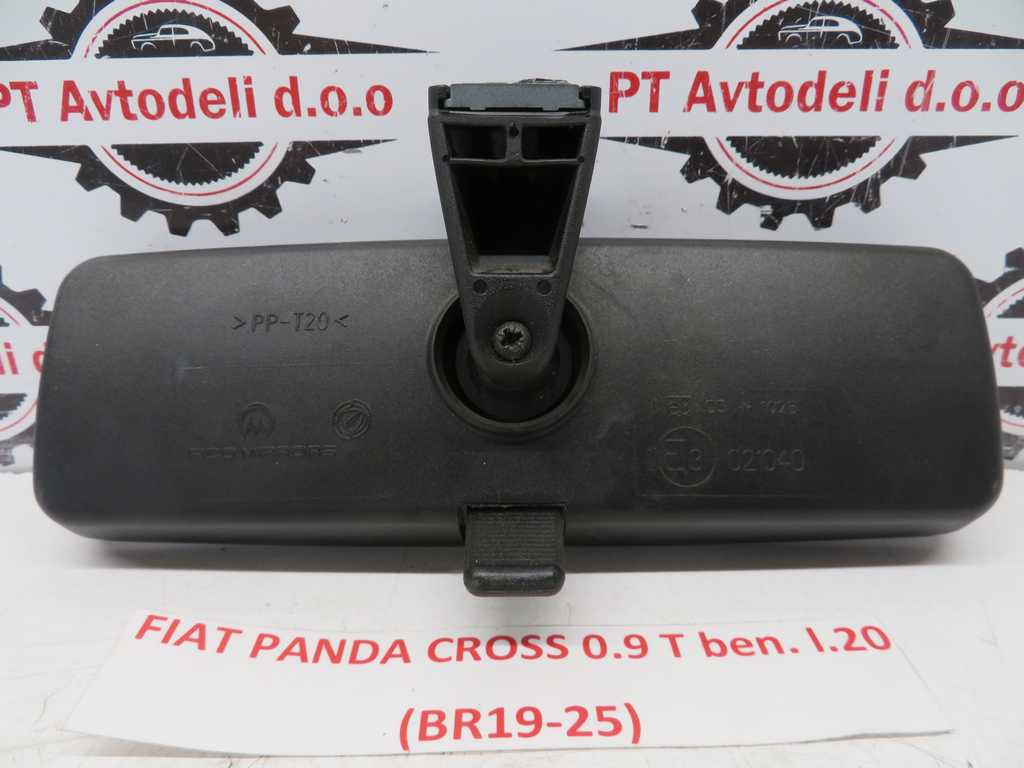 PT Avtodeli d.o.o
PT Avtodeli d.o.o
>PP-T20<
021040
FIAT PANDA CROSS 0.9 T ben. l.20
(BR19-25)